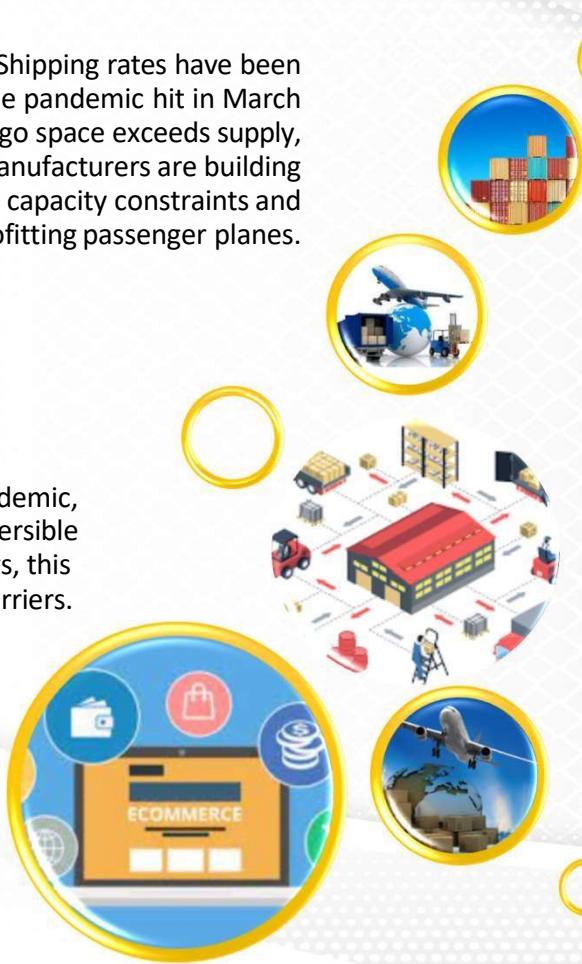 Shipping rates have been
e pandemic hit in March
go space exceeds supply,
anufacturers are building
capacity constraints and
ofitting passenger planes.
demic,
ersible
s, this
rriers.
ECOMMERCE